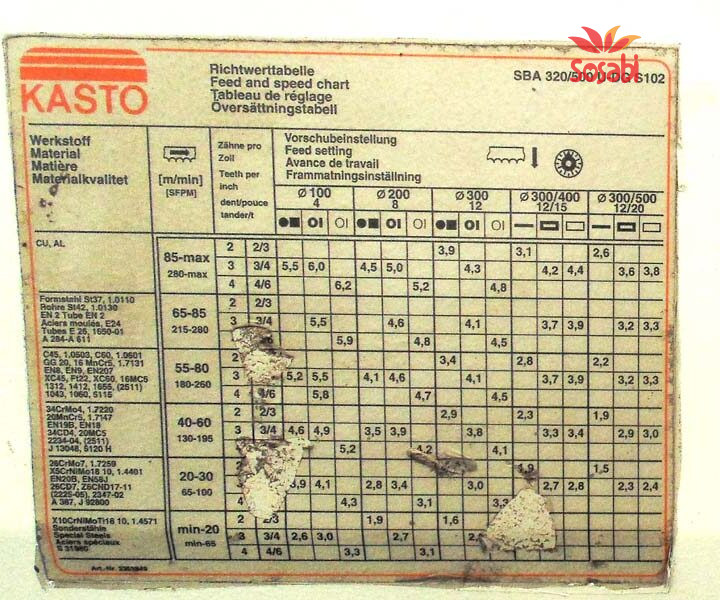 sosabl
KASTO
Richtwerttabelle
Feed and speed chart
Tableau de réglage
Översättningstabell
SBA 320/500 U-DG S102
Werkstoff
Material
Matière
Materialkvalitet
[m/min]
[SFPM]
Zähne pro
Zoll
Teeth per
inch
dent/pouce
tander/t
Vorschubeinstellung
Feed setting
Avance de travail
Frammatningsinställning
Ø 100 Ø 200 Ø 300 Ø 300/400 Ø 300/500
4 8 12 12/15 12/20
CU, AL
85-max
280-max
2 2/3 3,9 3,1 2,6
3 3/4 5,5 6,0 4,5 5,0 4,3 4,2 4,4 3,6 3,8
4 4/6 6,2 5,2 4,8
Formstahl St37, 1.0110
Rohre St42, 1.0130
EN 2 Tube EN 2
Aciers moulés, E24
Tubes E 26, 1650-01
A 284-A 611
65-85
215-280
2 2/3
3 3/4 5,5 4,6 4,1 3,7 3,9 3,2 3,3
5,9 4,8 4,5
C45, 1.0503, C60, 1.0601
GG 20, 16 MnCr5, 1.7131
EN8, EN9, EN207
XC45, Ft22, XC60, 16MC5
1312, 1412, 1655, (2511)
1043, 1060, 5115
55-80
180-260
2 3,4 2,8 2,2
3 5,2 5,5 4,1 4,6 4,1 3,7 3,9 3,2 3,3
4 4/6 5,8 4,7 4,5
34CrMo4, 1.7220
20MnCr5, 1.7147
EN19B, EN18
34CD4, 20MC5
2234-04, (2511)
J 13048, 5120 H
40-60
130-195
2 2/3 2,9 2,3 1,9
3 3/4 4,6 4,9 3,5 3,9 3,8 3,3 3,4 2,9 3,0
5,2 4,2 4,1
26CrMo7, 1.7259
X5CrNiMo18 10, 1.4401
EN20B, EN58J
26CD7, Z6CND17-11
(2225-05), 2347-02
A 387, J 92800
20-30
65-100
2 1,9 1,5
3,9 4,1 2,8 3,4 3,0 2,7 2,8 2,3 2,4
4 4,3 3,1 3,3
X10CrNiMoTi18 10, 1.4571
Sonderstähle
Special Steels
Aciers spéciaux
S 31980
min-20
min-65
2 2/3 1,9 1,6
3 3/4 2,6 3,0 2,7
4 4/6 3,3 3,1
Art.-Nr.